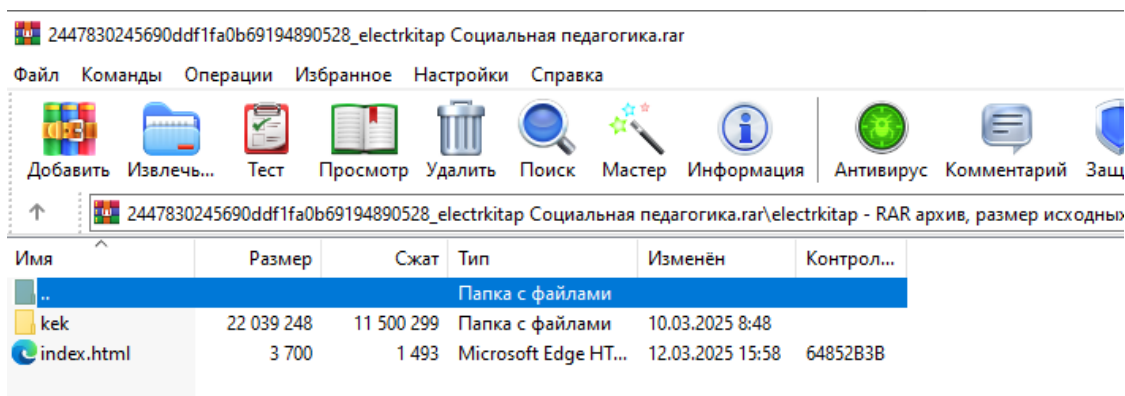 2447830245690ddf1fa0b69194890528_electrkitap Социальная педагогика.rar
Файл Команды Операции Избранное Настройки Справка
Добавить Извлечь... Тест Просмотр Удалить Поиск Мастер Информация Антивирус Комментарий Защ
2447830245690ddf1fa0b69194890528_electrkitap Социальная педагогика.rar\electrkitap - RAR архив, размер исходных
Имя Размер Сжат Тип Изменён Контрол...
.. Папка с файлами
kek 22 039 248 11 500 299 Папка с файлами 10.03.2025 8:48
index.html 3 700 1 493 Microsoft Edge HT... 12.03.2025 15:58 64852B3B